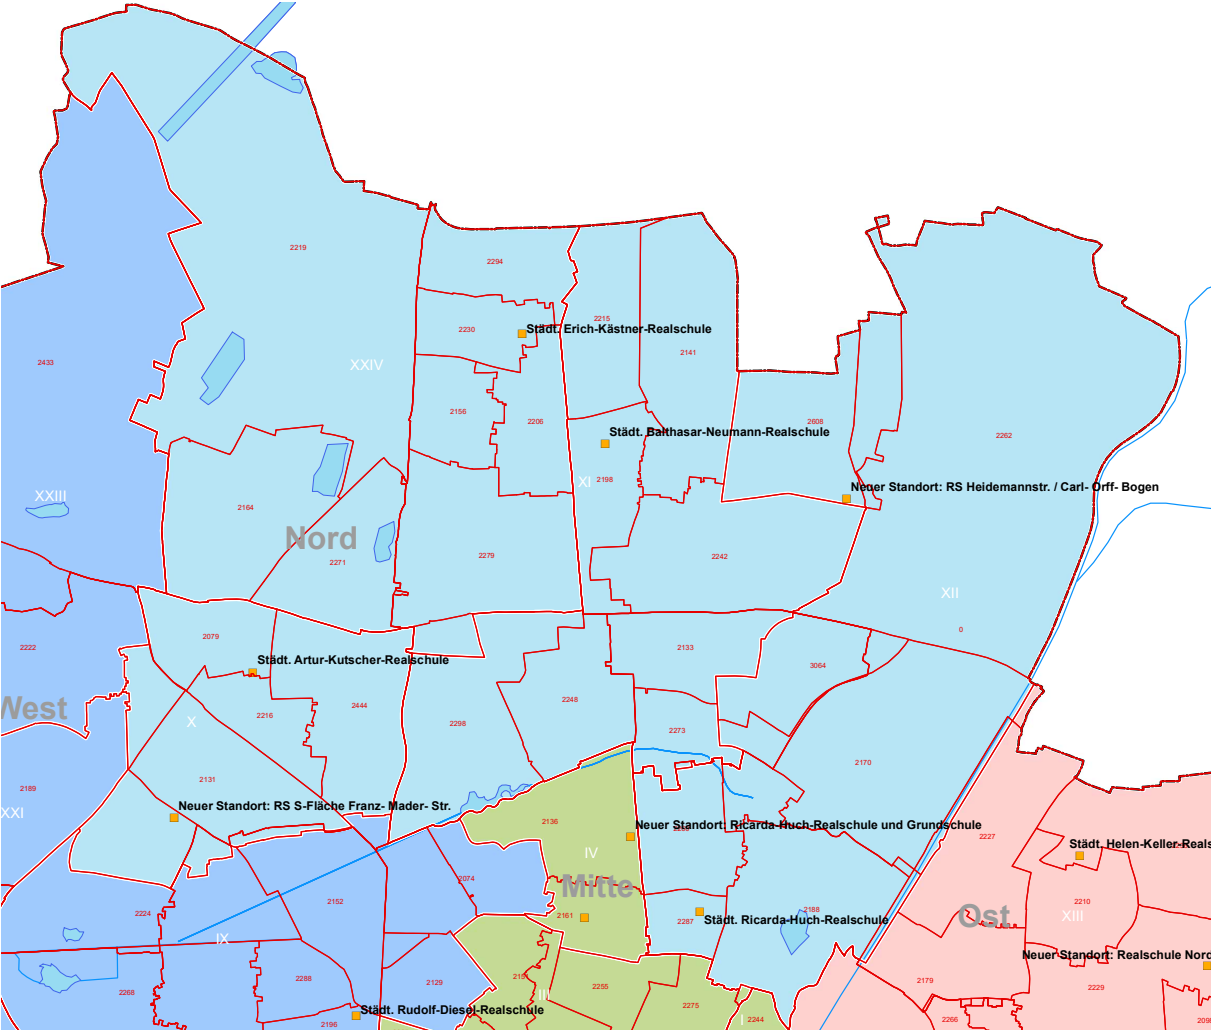 2219
2294
2215
2230
Städt. Erich-Kästner-Realschule
2141
2433
XXIV
2156
2206
2608
Städt. Balthasar-Neumann-Realschule
2262
XI
2198
Neuer Standort: RS Heidemannstr. / Carl- Orff- Bogen
XXIII
2164
Nord
2271
2279
2242
XII
0
2079
2222
2133
Städt. Artur-Kutscher-Realschule
3064
West
2216
2444
2248
X
2298
2273
2131
2170
2189
XXI
Neuer Standort: RS S-Fläche Franz- Mader- Str.
2136
Neuer Standort: Ricarda-Huch-Realschule und Grundschule
2227
Städt. Helen-Keller-Reals
IV
2074
Mitte
2152
2210
2224
2161
2287
Städt. Ricarda-Huch-Realschule
2188
Ost
XIII
IX
Neuer Standort: Realschule Nord
2268
2288
2129
2151
2255
2179
2229
III
2275
Städt. Rudolf-Diesel-Realschule
2196
I
2244
2266